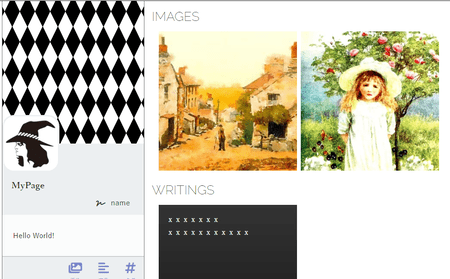 IMAGES
MyPage
name
Hello World!
WRITINGS
x x x x x x x
x x x x x x x x x x x